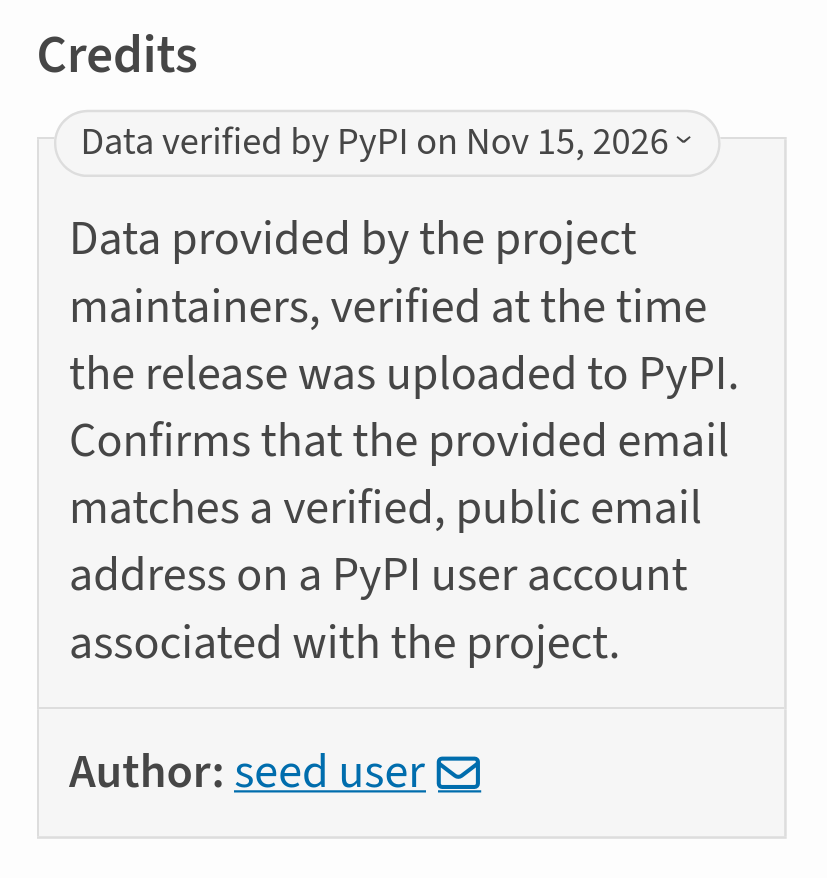 Credits
Data verified by PyPI on Nov 15, 2026
Data provided by the project
maintainers, verified at the time
the release was uploaded to PyPI.
Confirms that the provided email
matches a verified, public email
address on a PyPI user account
associated with the project.
Author: seed user